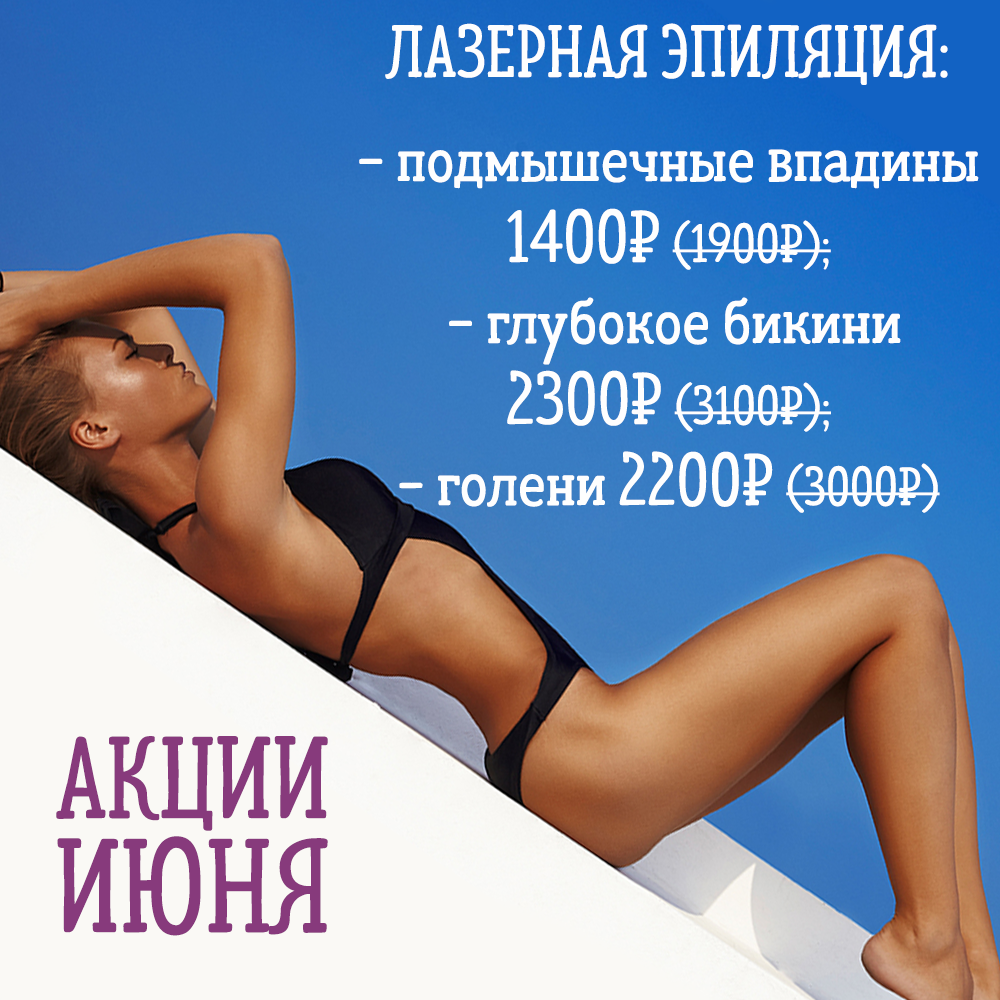 ЛАЗЕРНАЯ ЭПИЛЯЦИЯ:
– подмышечные впадины
1400₽ (1900₽);
– глубокое бикини
2300₽ (3100₽);
– голени 2200₽ (3000₽)
АКЦИИ
ИЮНЯ